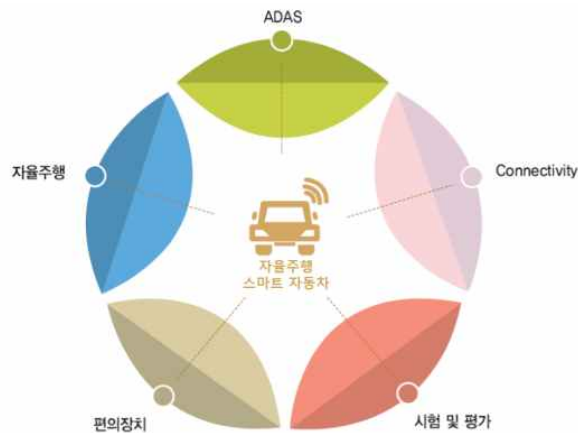 ADAS
자율주행
Connectivity
자율주행
스마트 자동차
편의장치
시험 및 평가